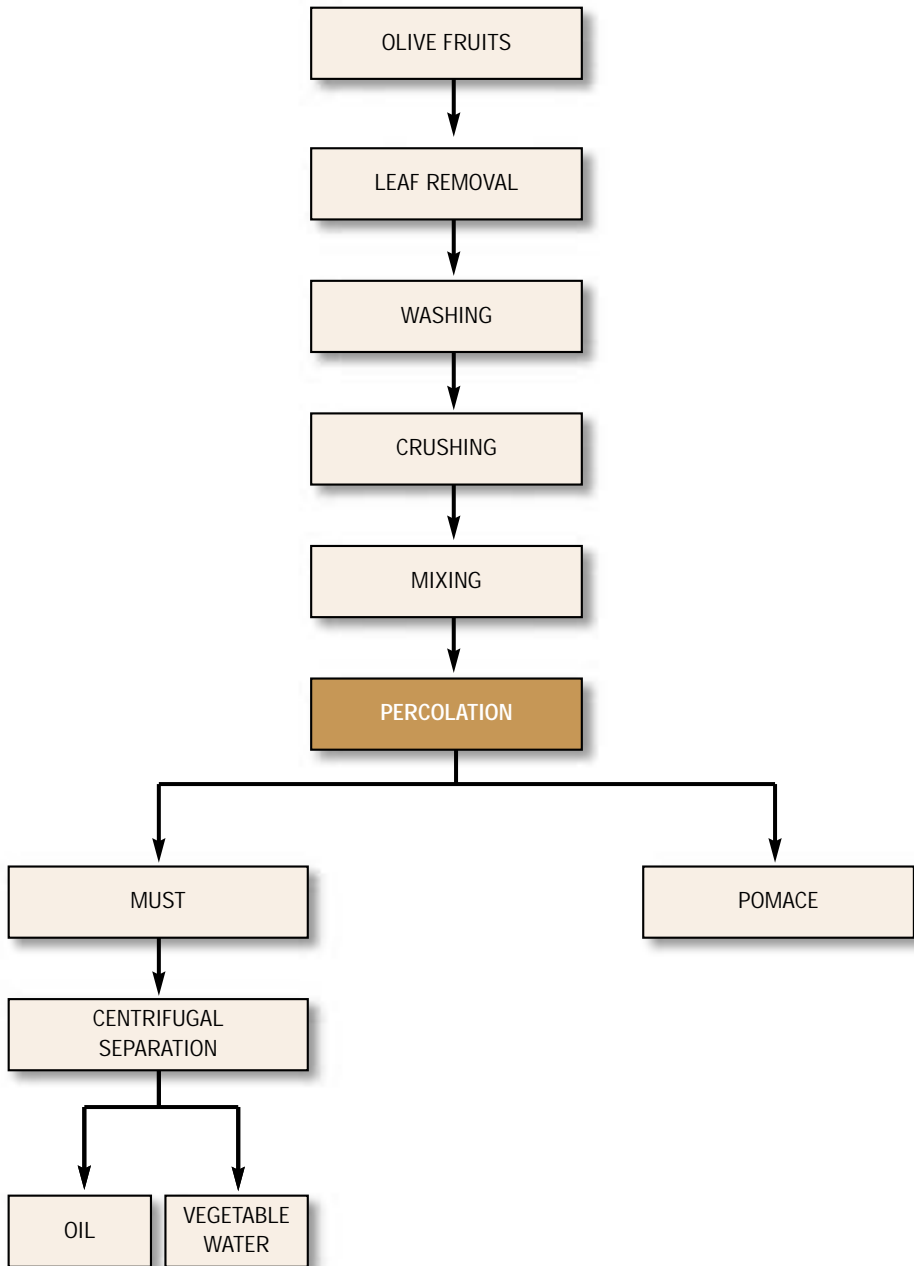 OLIVE FRUITS
LEAF REMOVAL
WASHING
CRUSHING
MIXING
PERCOLATION
MUST
POMACE
CENTRIFUGAL
SEPARATION
OIL
VEGETABLE
WATER